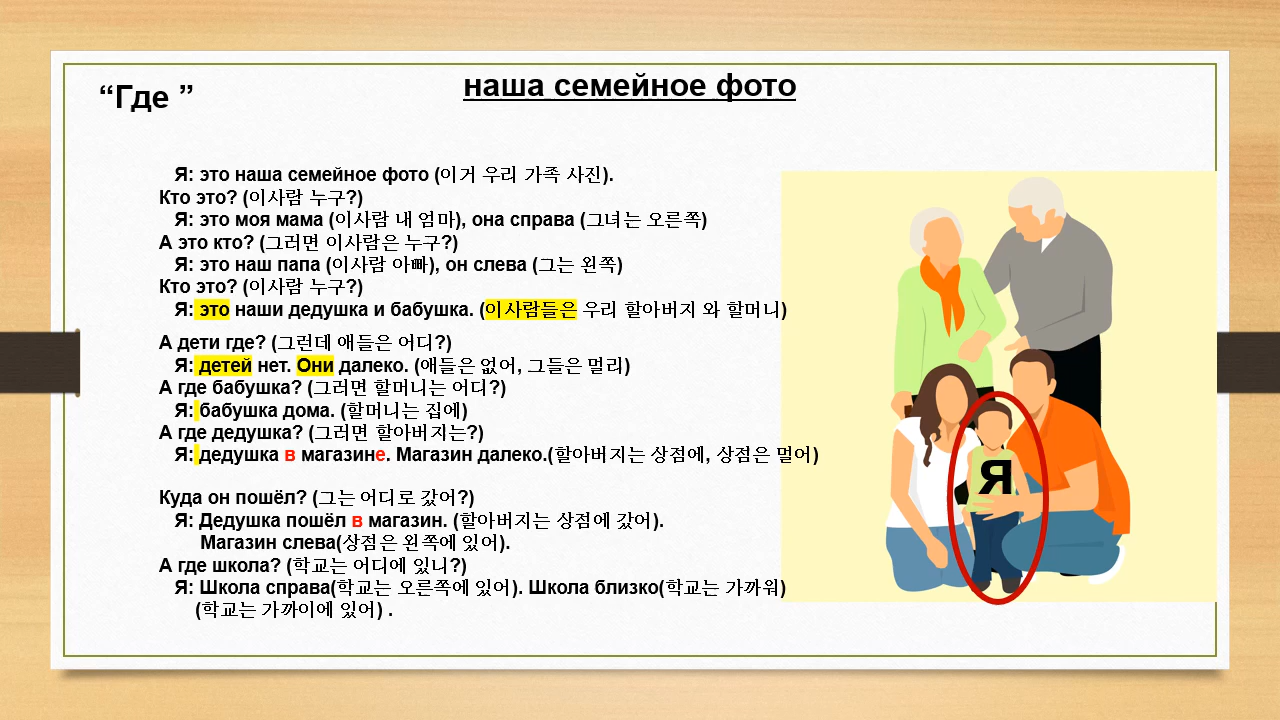 “Где ”
наша семейное фото
Я: это наша семейное фото (이거 우리 가족 사진).
Кто это? (이사람 누구?)
Я: это моя мама (이사람 내 엄마), она справа (그녀는 오른쪽)
А это кто? (그러면 이사람은 누구?)
Я: это наш папа (이사람 아빠), он слева (그는 왼쪽)
Кто это? (이사람 누구?)
Я: это наши дедушка и бабушка. (이사람들은 우리 할아버지 와 할머니)
А дети где? (그런데 애들은 어디?)
Я: детей нет. Они далеко. (애들은 없어, 그들은 멀리)
А где бабушка? (그러면 할머니는 어디?)
Я: бабушка дома. (할머니는 집에)
А где дедушка? (그러면 할아버지는?)
Я: дедушка в магазине. Магазин далеко.(할아버지는 상점에, 상점은 멀어)
Куда он пошёл? (그는 어디로 갔어?)
Я: Дедушка пошёл в магазин. (할아버지는 상점에 갔어).
Магазин слева(상점은 왼쪽에 있어).
А где школа? (학교는 어디에 있니?)
Я: Школа справа(학교는 오른쪽에 있어). Школа близко(학교는 가까워)
(학교는 가까이에 있어) .
Я